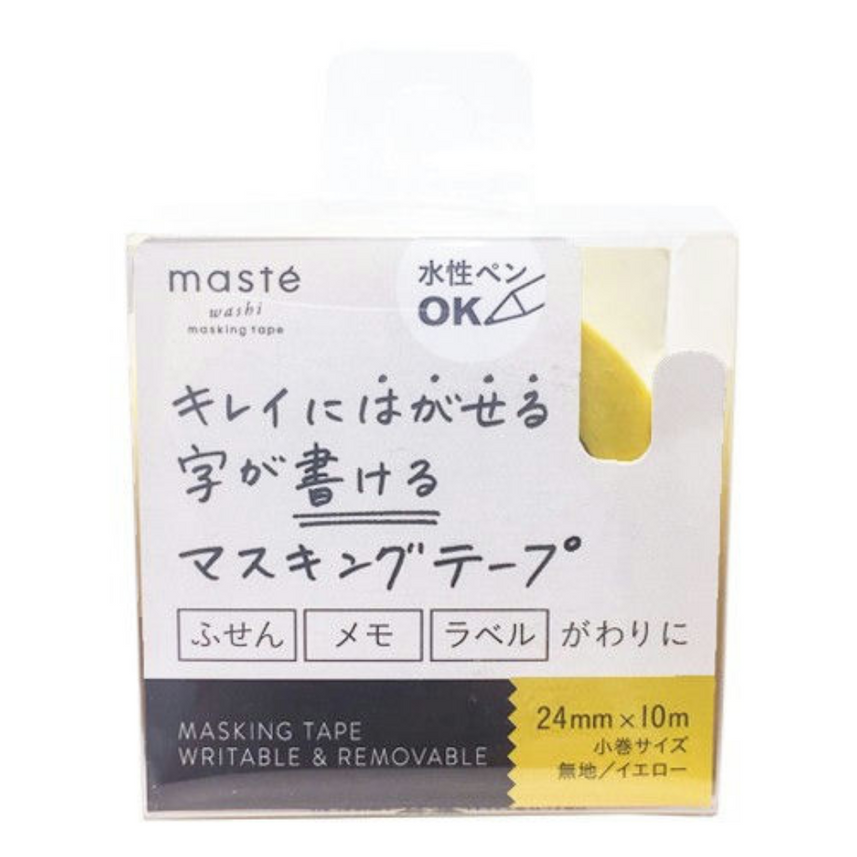 masté
washi
masking tape
水性ペン
OK
キレイにはがせる
字が書ける
マスキングテープ
ふせん メモ ラベル がわりに
MASKING TAPE
WRITABLE & REMOVABLE
24mm×10m
小巻サイズ
無地/イエロー